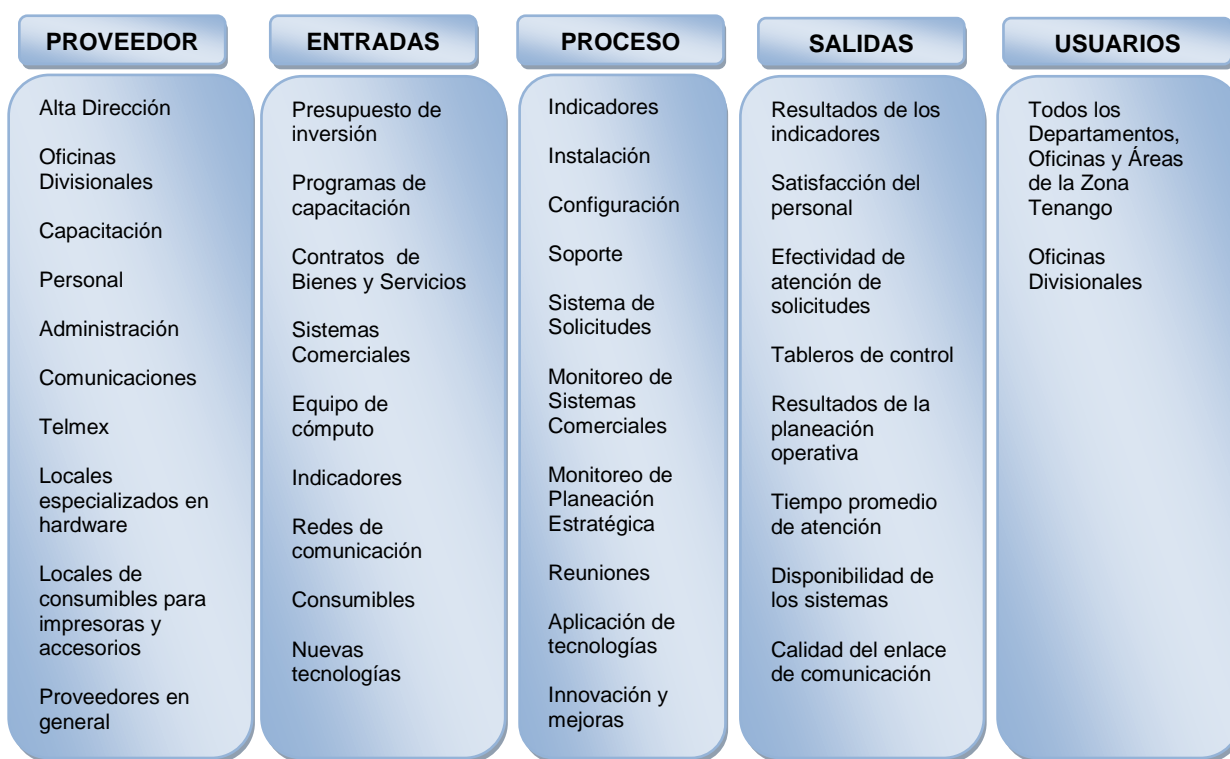 PROVEEDOR
Alta Dirección
Oficinas
Divisionales
Capacitación
Personal
Administración
Comunicaciones
Telmex
Locales
especializados en
hardware
Locales de
consumibles para
impresoras y
accesorios
Proveedores en
general
ENTRADAS
Presupuesto de
inversión
Programas de
capacitación
Contratos de
Bienes y Servicios
Sistemas
Comerciales
Equipo de
cómputo
Indicadores
Redes de
comunicación
Consumibles
Nuevas
tecnologías
PROCESO
Indicadores
Instalación
Configuración
Soporte
Sistema de
Solicitudes
Monitoreo de
Sistemas
Comerciales
Monitoreo de
Planeación
Estratégica
Reuniones
Aplicación de
tecnologías
Innovación y
mejoras
SALIDAS
Resultados de los
indicadores
Satisfacción del
personal
Efectividad de
atención de
solicitudes
Tableros de control
Resultados de la
planeación
operativa
Tiempo promedio
de atención
Disponibilidad de
los sistemas
Calidad del enlace
de comunicación
USUARIOS
Todos los
Departamentos,
Oficinas y Áreas
de la Zona
Tenango
Oficinas
Divisionales